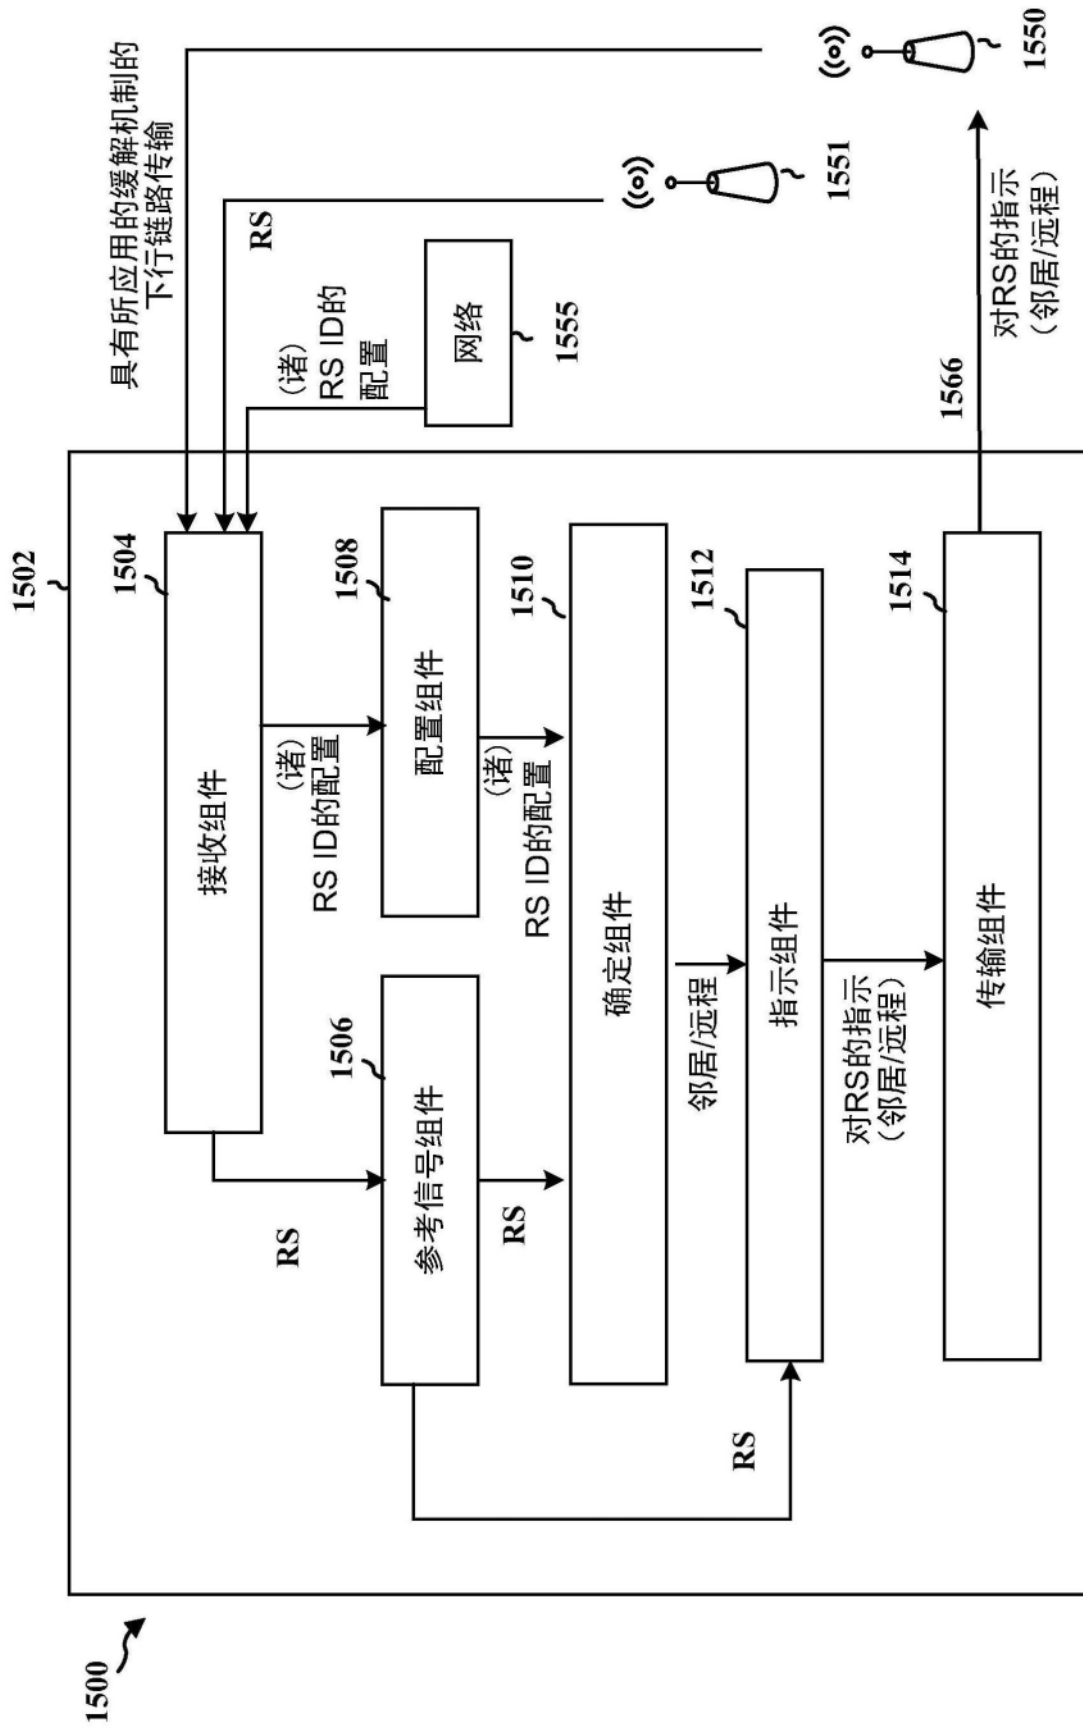 1500
1502
1504
接收组件
(诸)
RS ID的配置
RS
1506
参考信号组件
1508
配置组件
RS
(诸)
RS ID的配置
1510
确定组件
邻居/远程
RS
1512
指示组件
对RS的指示
(邻居/远程)
1514
传输组件
具有所应用的缓解机制的
下行链路传输
RS
(诸)
RS ID的
配置
网络
1555
1551
1550
1566
对RS的指示
(邻居/远程)